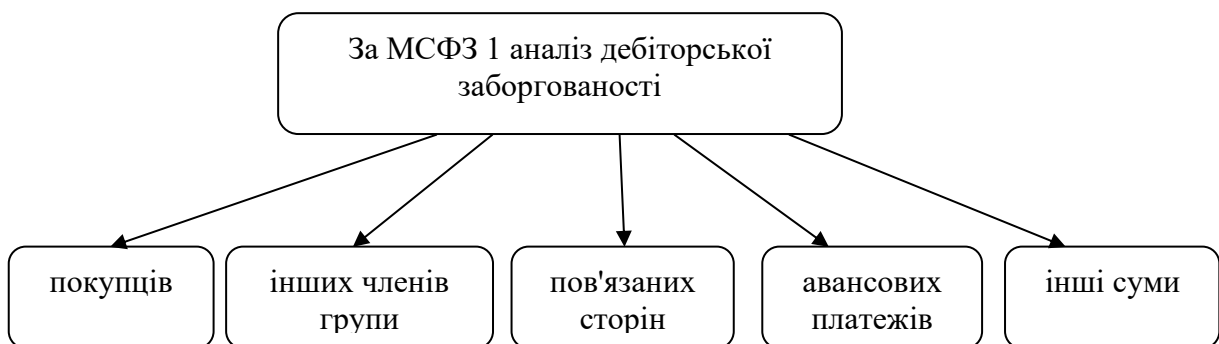 За МСФЗ 1 аналіз дебіторської
заборгованості
покупців
інших членів
групи
пов'язаних
сторін
авансових
платежів
інші суми